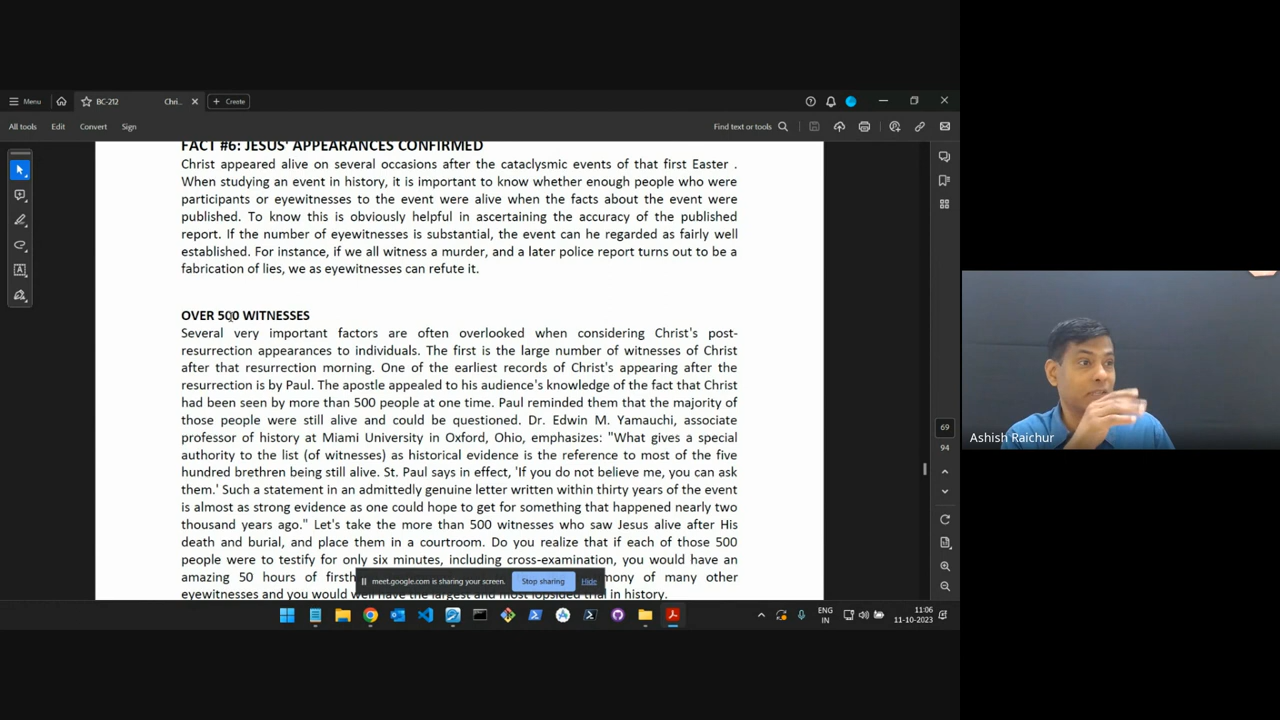 Menu
BC-212
Chri...
Create
All tools
Edit
Convert
Sign
Find text or tools
FACT #6: JESUS' APPEARANCES CONFIRMED
Christ appeared alive on several occasions after the cataclysmic events of that first Easter .
When studying an event in history, it is important to know whether enough people who were
participants or eyewitnesses to the event were alive when the facts about the event were
published. To know this is obviously helpful in ascertaining the accuracy of the published
report. If the number of eyewitnesses is substantial, the event can he regarded as fairly well
established. For instance, if we all witness a murder, and a later police report turns out to be a
fabrication of lies, we as eyewitnesses can refute it.
OVER 500 WITNESSES
Several very important factors are often overlooked when considering Christ's post-
resurrection appearances to individuals. The first is the large number of witnesses of Christ
after that resurrection morning. One of the earliest records of Christ's appearing after the
resurrection is by Paul. The apostle appealed to his audience's knowledge of the fact that Christ
had been seen by more than 500 people at one time. Paul reminded them that the majority of
those people were still alive and could be questioned. Dr. Edwin M. Yamauchi, associate
professor of history at Miami University in Oxford, Ohio, emphasizes: "What gives a special
authority to the list (of witnesses) as historical evidence is the reference to most of the five
hundred brethren being still alive. St. Paul says in effect, 'If you do not believe me, you can ask
them.' Such a statement in an admittedly genuine letter written within thirty years of the event
is almost as strong evidence as one could hope to get for something that happened nearly two
thousand years ago." Let's take the more than 500 witnesses who saw Jesus alive after His
death and burial, and place them in a courtroom. Do you realize that if each of those 500
people were to testify for only six minutes, including cross-examination, you would have an
amazing 50 hours of firsth mony of many other
eyewitnesses and you would well have the largest and most lopsided trial in history.
meet.google.com is sharing your screen.
Stop sharing
Hide
69
94
ENG
IN
11:06
11-10-2023
Ashish Raichur